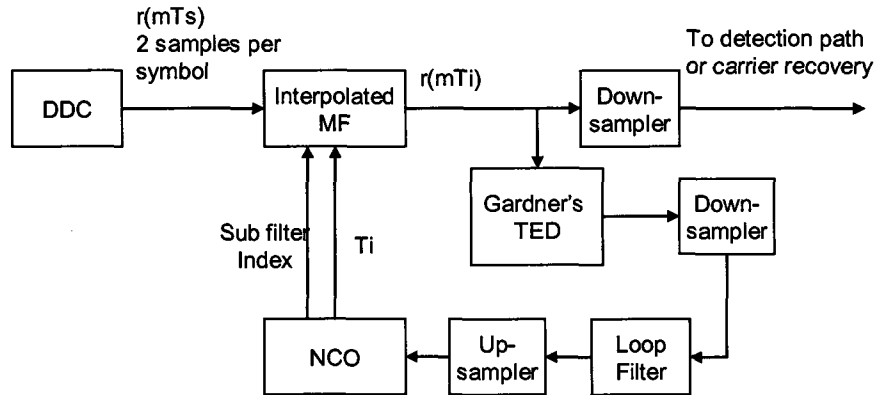 r(mTs)
2 samples per
symbol
To detection path
or carrier recovery
DDC
Interpolated
MF
r(mTi)
Down-
sampler
Gardner's
TED
Down-
sampler
Sub filter
Index
Ti
NCO
Up-
sampler
Loop
Filter